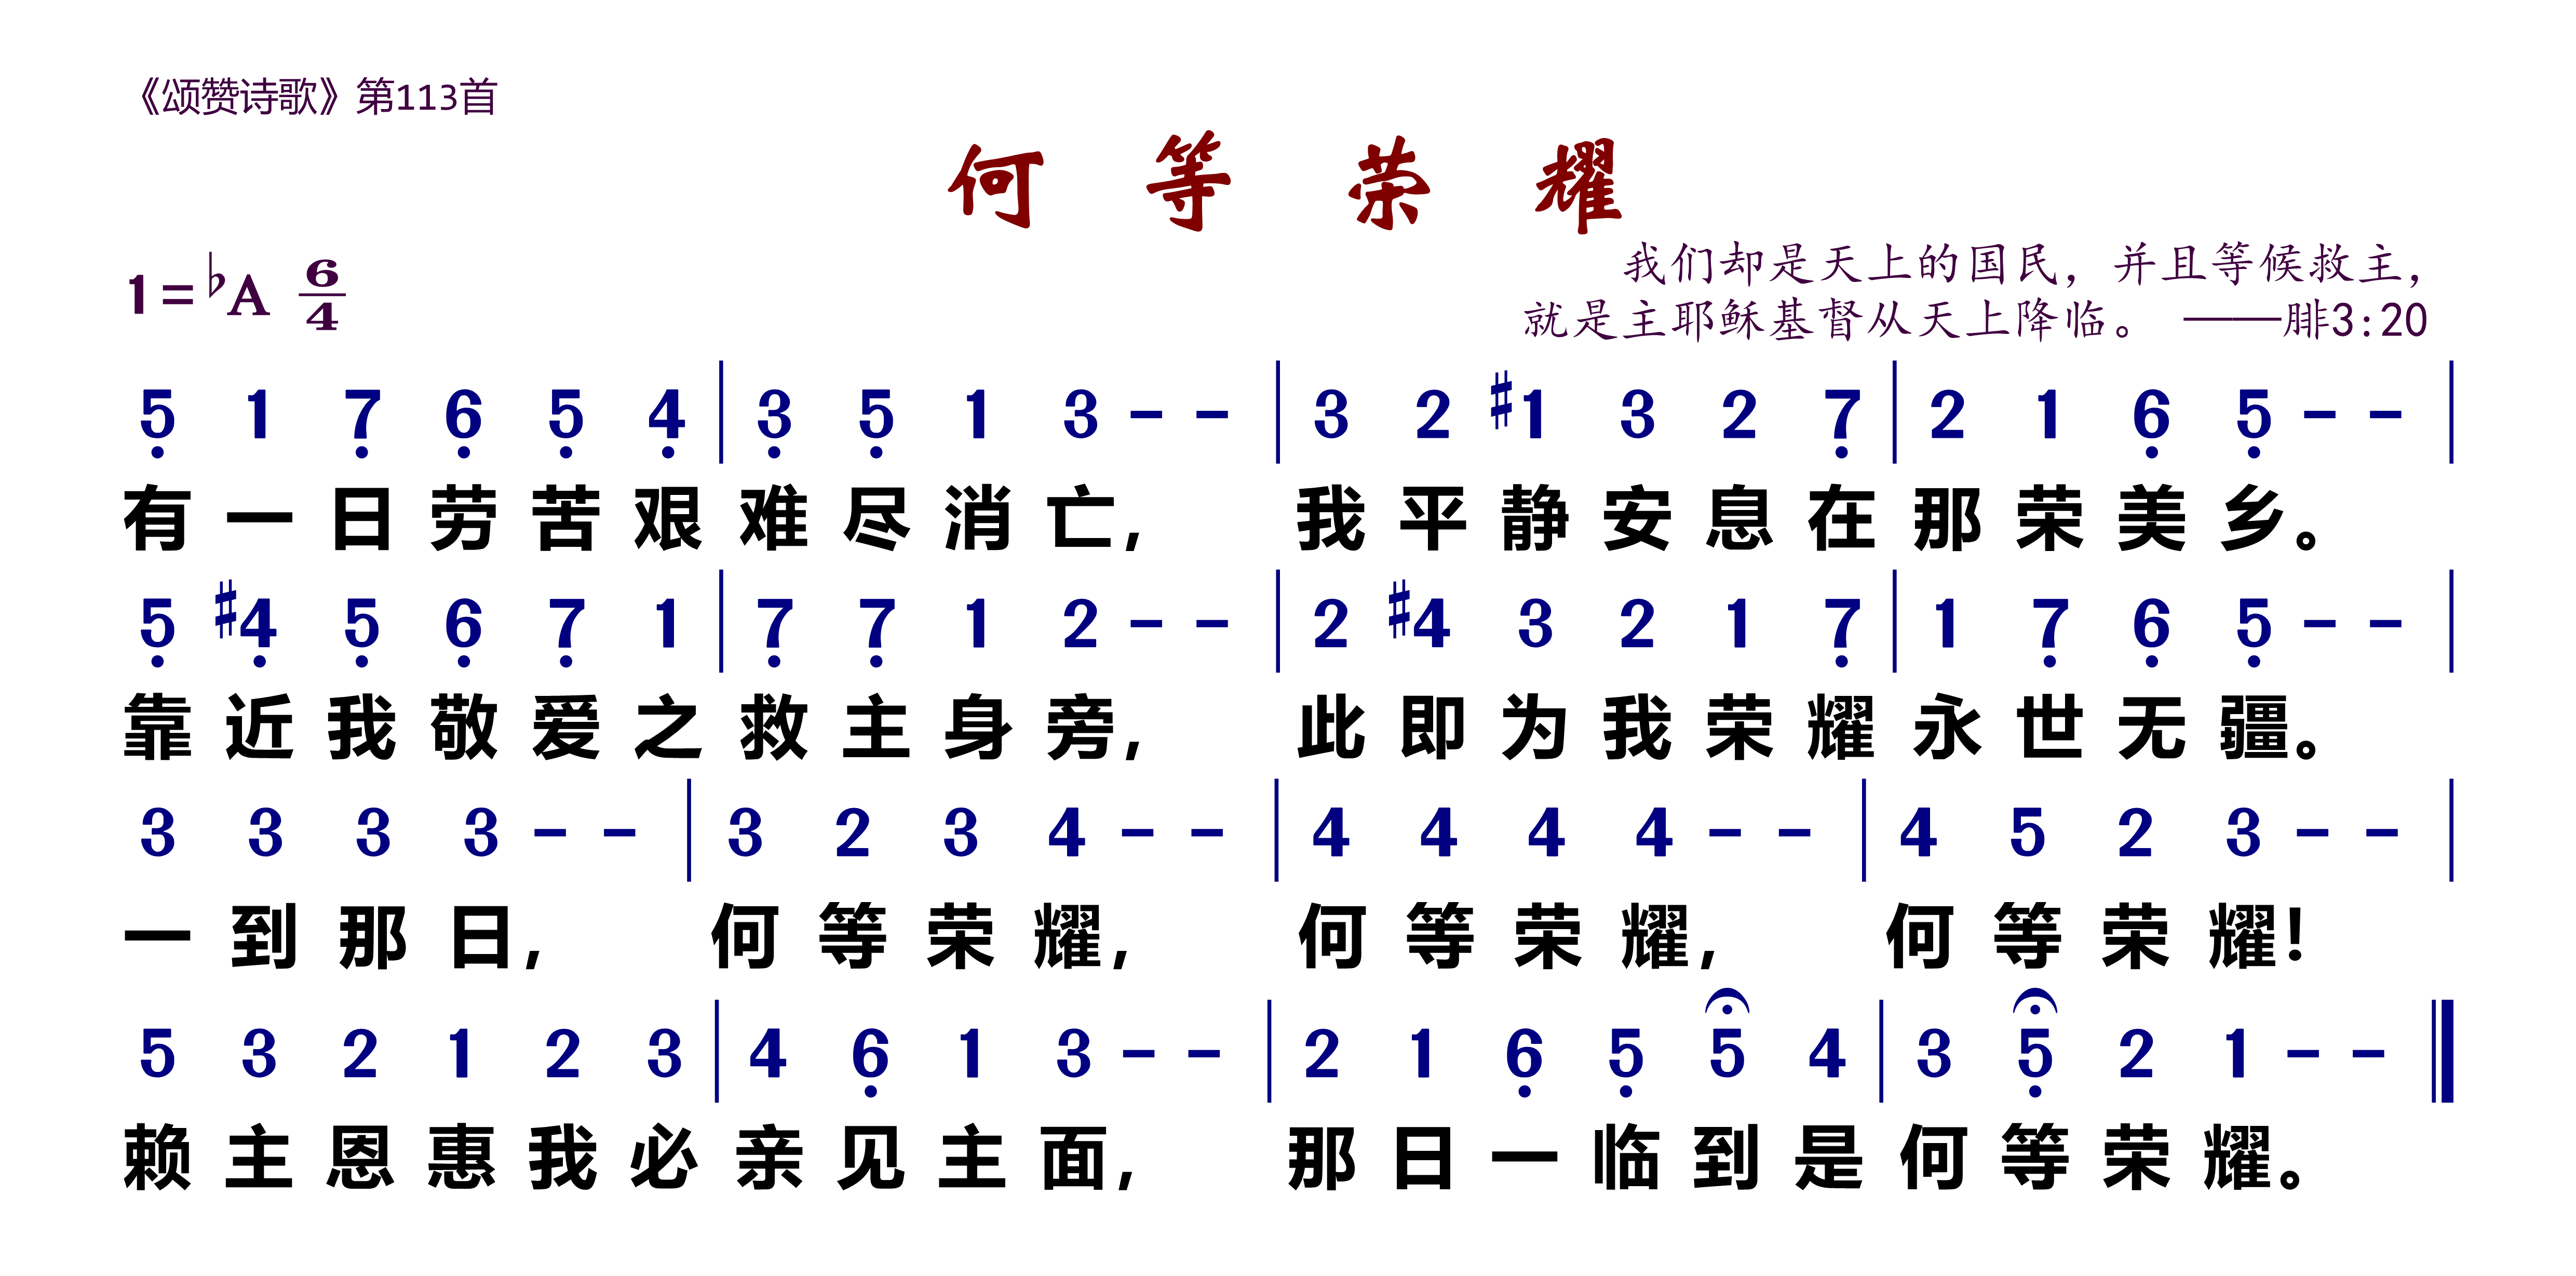 《颂赞诗歌》第113首
何等荣耀
1=♭A 6/4
我们却是天上的国民，并且等候救主，
就是主耶稣基督从天上降临。 ——腓3:20
5̣ 1 7̣ 6̣ 5̣ 4̣ | 3̣ 5̣ 1 3 - - | 3 2 ♯1 3 2 7̣ | 2 1 6̣ 5̣ - - |
有一日劳苦艰难尽消亡，我平静安息在那荣美乡。
5̣ ♯4̣ 5̣ 6̣ 7̣ 1 | 7̣ 7̣ 1 2 - - | 2 ♯4 3 2 1 7̣ | 1 7̣ 6̣ 5̣ - - |
靠近我敬爱之救主身旁，此即为我荣耀永世无疆。
3 3 3 3 - - | 3 2 3 4 - - | 4 4 4 4 - - | 4 5 2 3 - - |
一到那日，何等荣耀，何等荣耀，何等荣耀！
5 3 2 1 2 3 | 4 6̣ 1 3 - - | 2 1 6̣ 5̣ 5 4 | 3 5̣ 2 1 - - ‖
赖主恩惠我必亲见主面，那日一临到是何等荣耀。